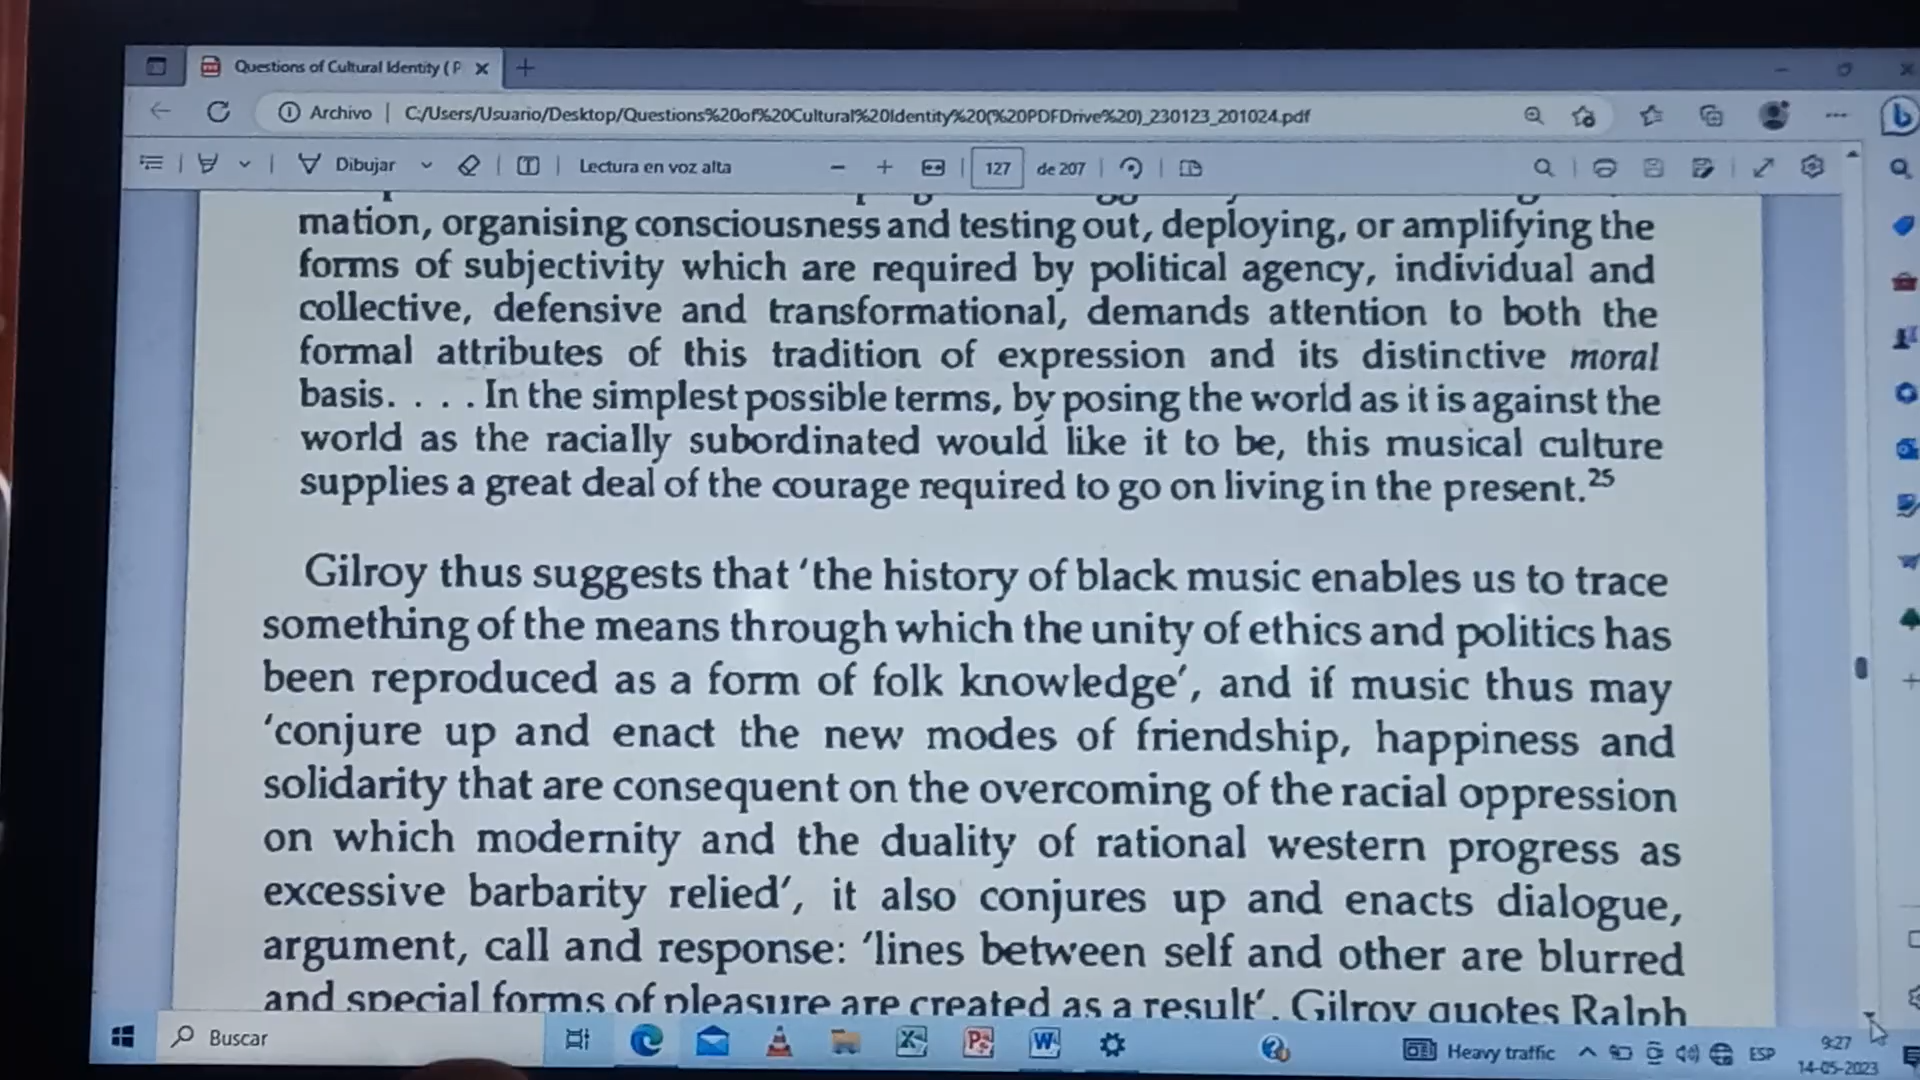 Questions of Cultural Identity ( P
Archivo | C:/Users/Usuario/Desktop/Questions%20of%20Cultural%20Identity%20(%20PDFDrive%20)_230123_201024.pdf
Dibujar
Lectura en voz alta
127 de 207
mation, organising consciousness and testing out, deploying, or amplifying the
forms of subjectivity which are required by political agency, individual and
collective, defensive and transformational, demands attention to both the
formal attributes of this tradition of expression and its distinctive moral
basis. . . . In the simplest possible terms, by posing the world as it is against the
world as the racially subordinated would like it to be, this musical culture
supplies a great deal of the courage required to go on living in the present.25
Gilroy thus suggests that 'the history of black music enables us to trace
something of the means through which the unity of ethics and politics has
been reproduced as a form of folk knowledge', and if music thus may
'conjure up and enact the new modes of friendship, happiness and
solidarity that are consequent on the overcoming of the racial oppression
on which modernity and the duality of rational western progress as
excessive barbarity relied', it also conjures up and enacts dialogue,
argument, call and response: 'lines between self and other are blurred
and special forms of pleasure are created as a result'. Gilroy quotes Ralph
Buscar
Heavy traffic
ESP
9:27
14-05-2023